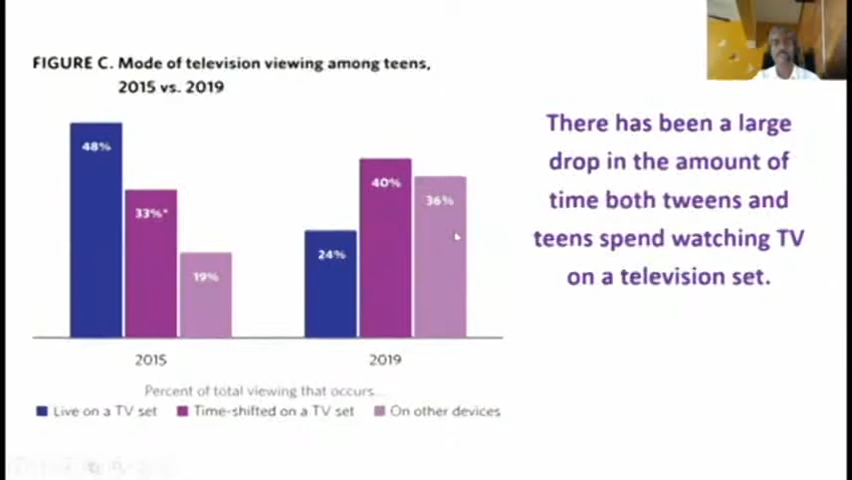 FIGURE C. Mode of television viewing among teens,
2015 vs. 2019
48%
33%*
19%
24%
40%
36%
2015
2019
Percent of total viewing that occurs...
Live on a TV set
Time-shifted on a TV set
On other devices
There has been a large
drop in the amount of
time both tweens and
teens spend watching TV
on a television set.